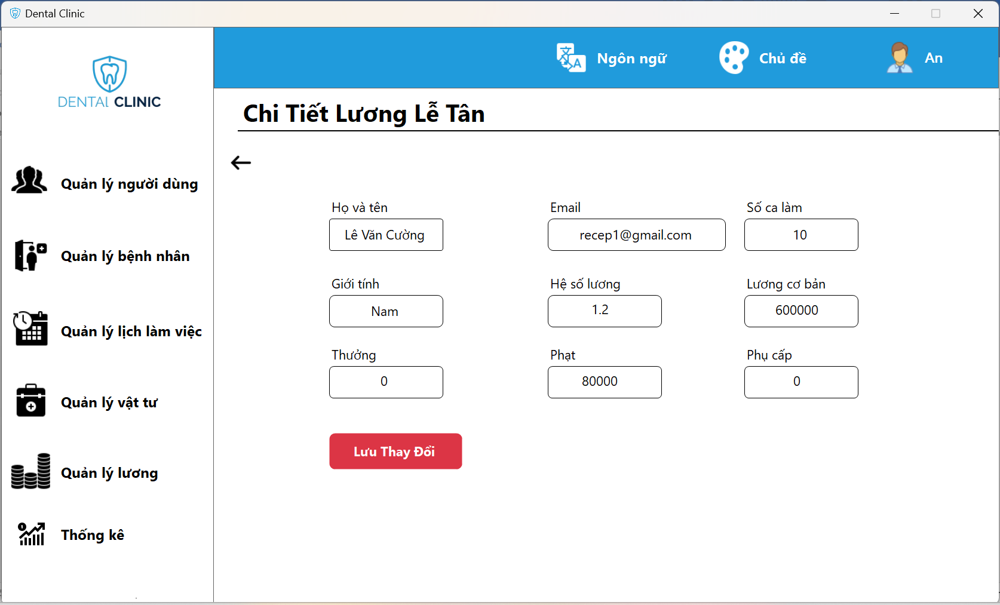 Dental Clinic
DENTAL CLINIC
Ngôn ngữ
Chủ đề
An
Chi Tiết Lương Lễ Tân
Quản lý người dùng
Quản lý bệnh nhân
Quản lý lịch làm việc
Quản lý vật tư
Quản lý lương
Thống kê
Họ và tên
Email
Số ca làm
Lê Văn Cường
recep1@gmail.com
10
Giới tính
Hệ số lương
Lương cơ bản
Nam
1.2
600000
Thưởng
Phạt
Phụ cấp
0
80000
0
Lưu Thay Đổi